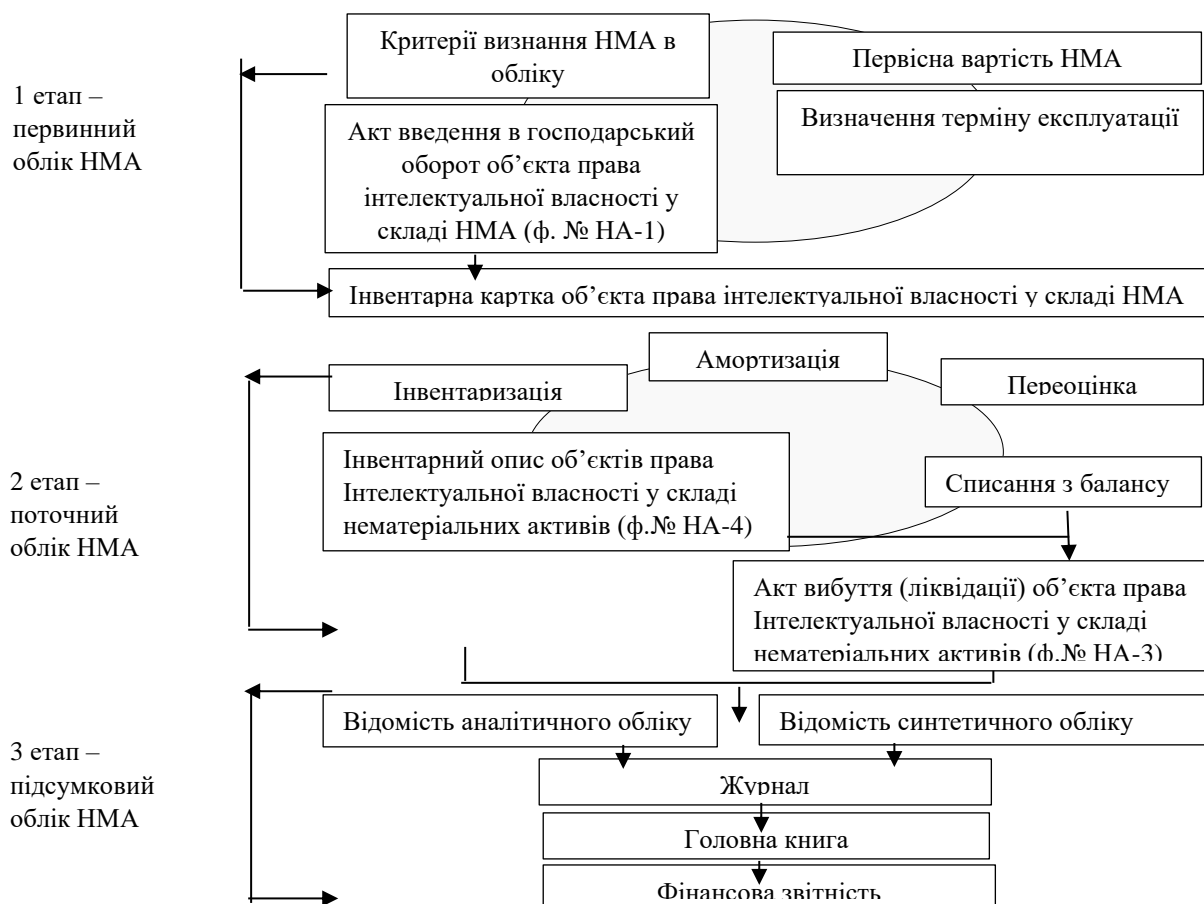 1 етап –
первинний
облік НМА
Критерії визнання НМА в
обліку
Первісна вартість НМА
Визначення терміну експлуатації
Акт введення в господарський
оборот об’єкта права
інтелектуальної власності у
складі НМА (ф. № НА-1)
Інвентарна картка об’єкта права інтелектуальної власності у складі НМА
2 етап –
поточний
облік НМА
Амортизація
Інвентаризація
Переоцінка
Інвентарний опис об’єктів права
Інтелектуальної власності у складі
нематеріальних активів (ф.№ НА-4)
Списання з балансу
Акт вибуття (ліквідації) об’єкта права
Інтелектуальної власності у складі
нематеріальних активів (ф.№ НА-3)
3 етап –
підсумковий
облік НМА
Відомість аналітичного обліку
Відомість синтетичного обліку
Журнал
Головна книга
Фінансова звітність